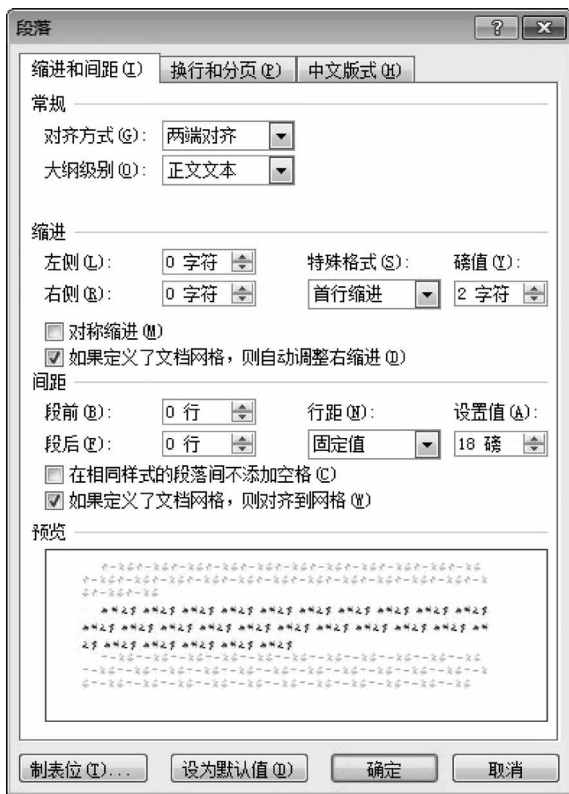 段落
缩进和间距(I) 换行和分页(P) 中文版式(H)
常规
对齐方式(G): 两端对齐
大纲级别(O): 正文文本
缩进
左侧(L): 0 字符 特殊格式(S): 磅值(Y):
右侧(R): 0 字符 首行缩进 2 字符
对称缩进(M)
如果定义了文档网格，则自动调整右缩进(D)
间距
段前(B): 0 行 行距(N): 设置值(A):
段后(F): 0 行 固定值 18 磅
在相同样式的段落间不添加空格(C)
如果定义了文档网格，则对齐到网格(W)
预览
制表位(T)... 设为默认值(D) 确定 取消